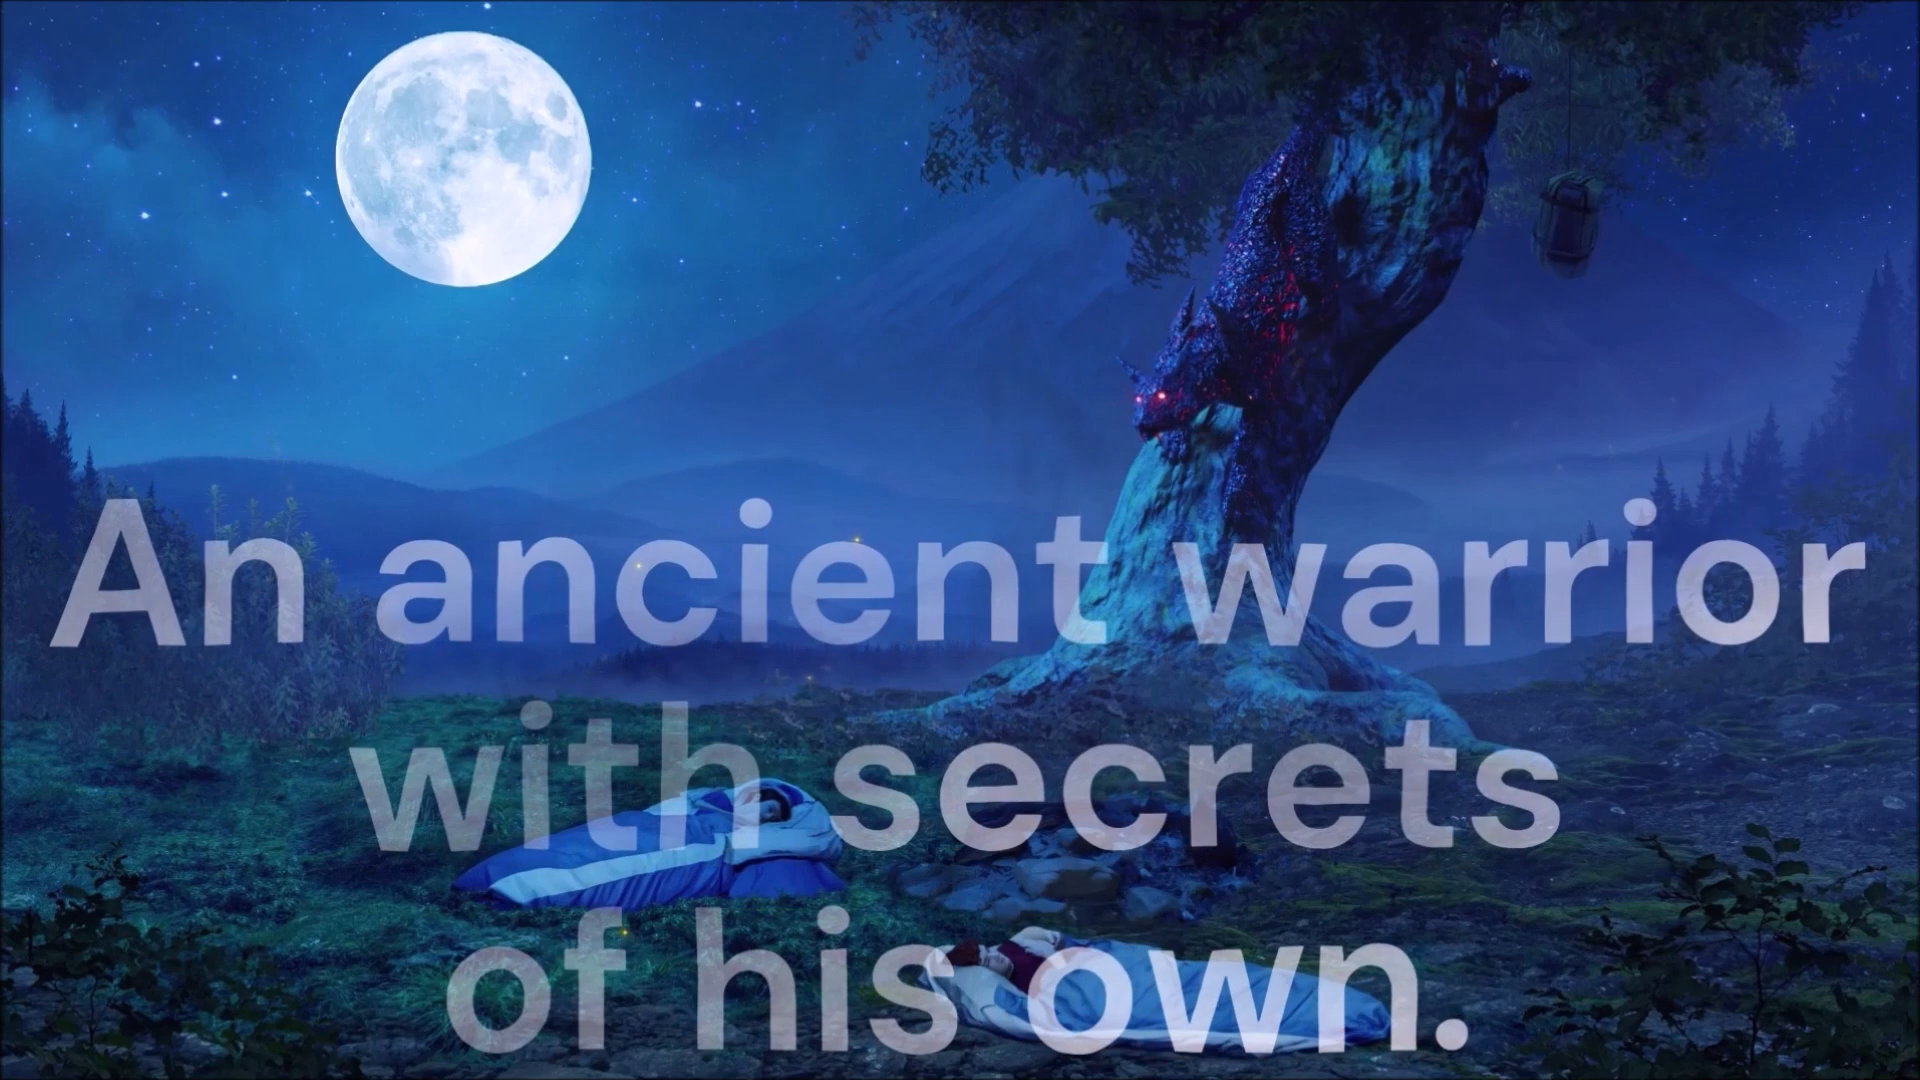 An ancient warrior
with secrets
of his own.